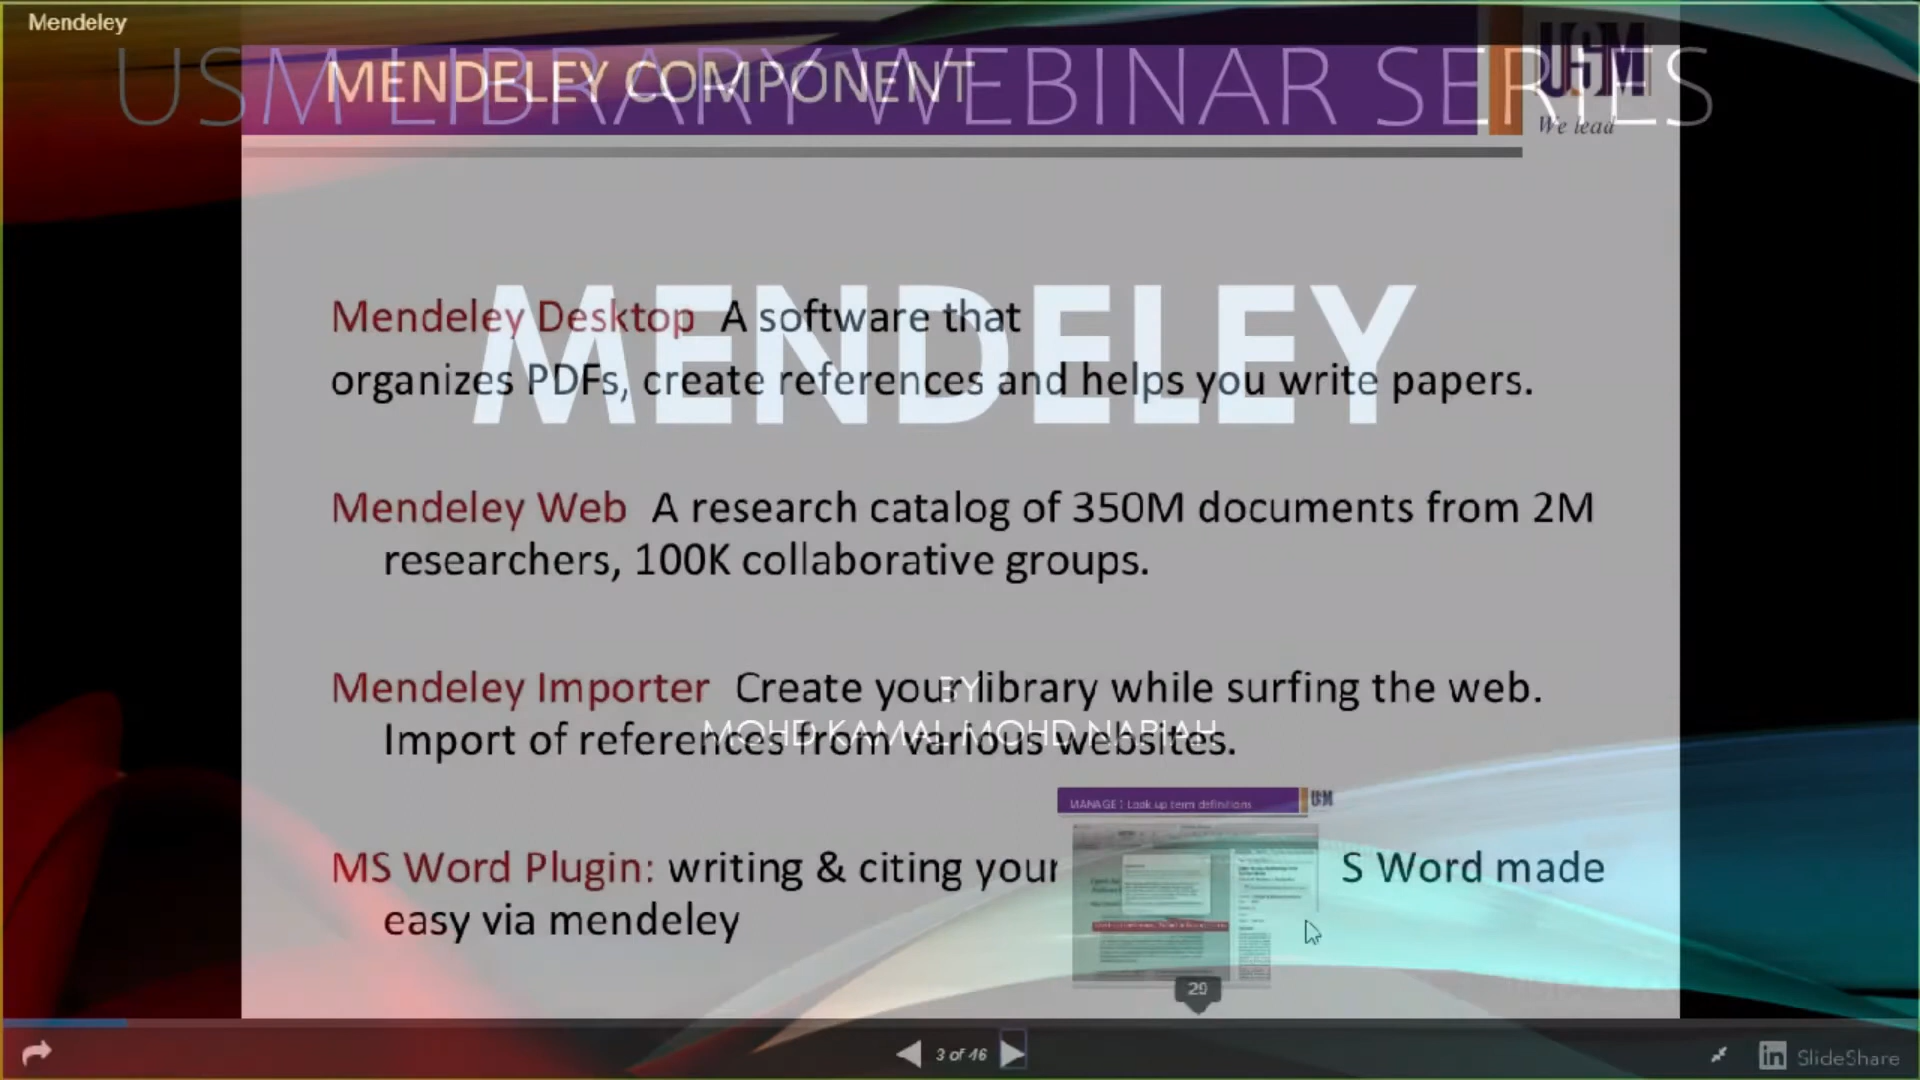 Mendeley
USM LIBRARY WEBINAR SERIES
MENDELEY COMPONENT
USM
We lead
MENDELEY
Mendeley Desktop A software that
organizes PDFs, create references and helps you write papers.
Mendeley Web A research catalog of 350M documents from 2M
researchers, 100K collaborative groups.
Mendeley Importer Create your library while surfing the web.
Import of references from various websites.
BY
MOHD KAMAL MOHD NAPIAH
MANAGE | Look up term definitions
USM
MS Word Plugin: writing & citing your S Word made
easy via mendeley
29
3 of 46
in SlideShare